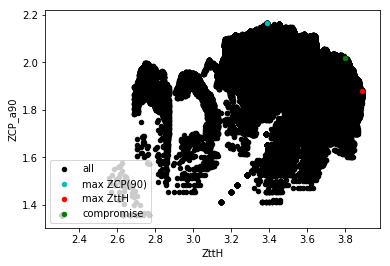 2.2
2.0
1.8
1.6
1.4
ZCP_a90
all
max ZCP(90)
max ZttH
compromise
2.4 2.6 2.8 3.0 3.2 3.4 3.6 3.8
ZttH